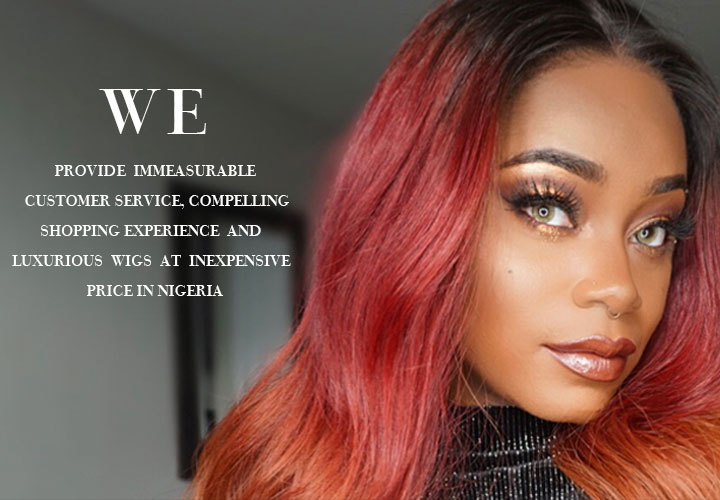 WE
PROVIDE IMMEASURABLE
CUSTOMER SERVICE, COMPELLING
SHOPPING EXPERIENCE AND
LUXURIOUS WIGS AT INEXPENSIVE
PRICE IN NIGERIA